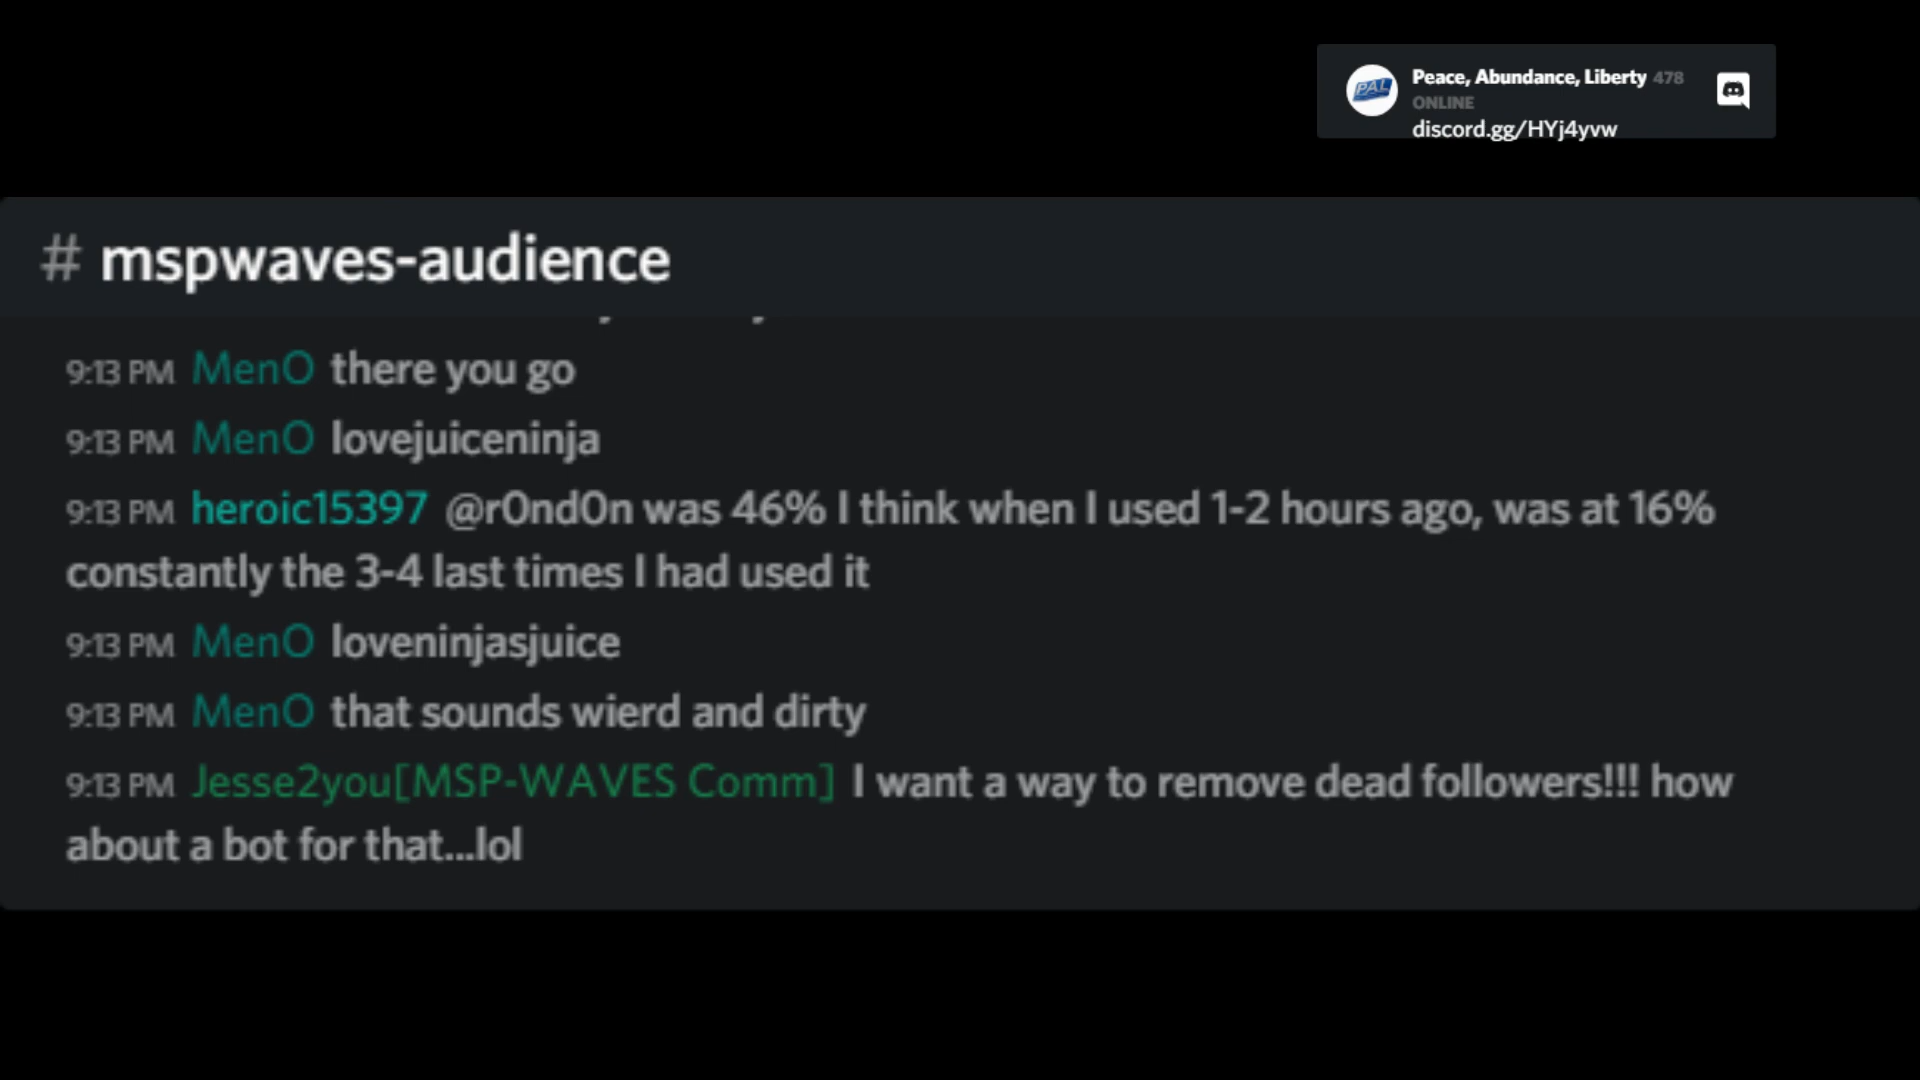 PAL
Peace, Abundance, Liberty 478
ONLINE
discord.gg/HYj4yvw
# mspwaves-audience
9:13 PM MenO there you go
9:13 PM MenO lovejuiceninja
9:13 PM heroic15397 @r0nd0n was 46% I think when I used 1-2 hours ago, was at 16%
constantly the 3-4 last times I had used it
9:13 PM MenO loveninjasjuice
9:13 PM MenO that sounds wierd and dirty
9:13 PM Jesse2you[MSP-WAVES Comm] I want a way to remove dead followers!!! how
about a bot for that...lol